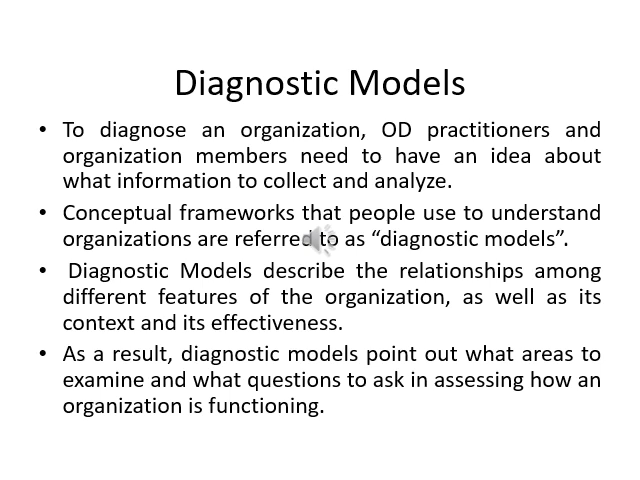 Diagnostic Models
• To diagnose an organization, OD practitioners and
organization members need to have an idea about
what information to collect and analyze.
• Conceptual frameworks that people use to understand
organizations are referred to as “diagnostic models”.
• Diagnostic Models describe the relationships among
different features of the organization, as well as its
context and its effectiveness.
• As a result, diagnostic models point out what areas to
examine and what questions to ask in assessing how an
organization is functioning.